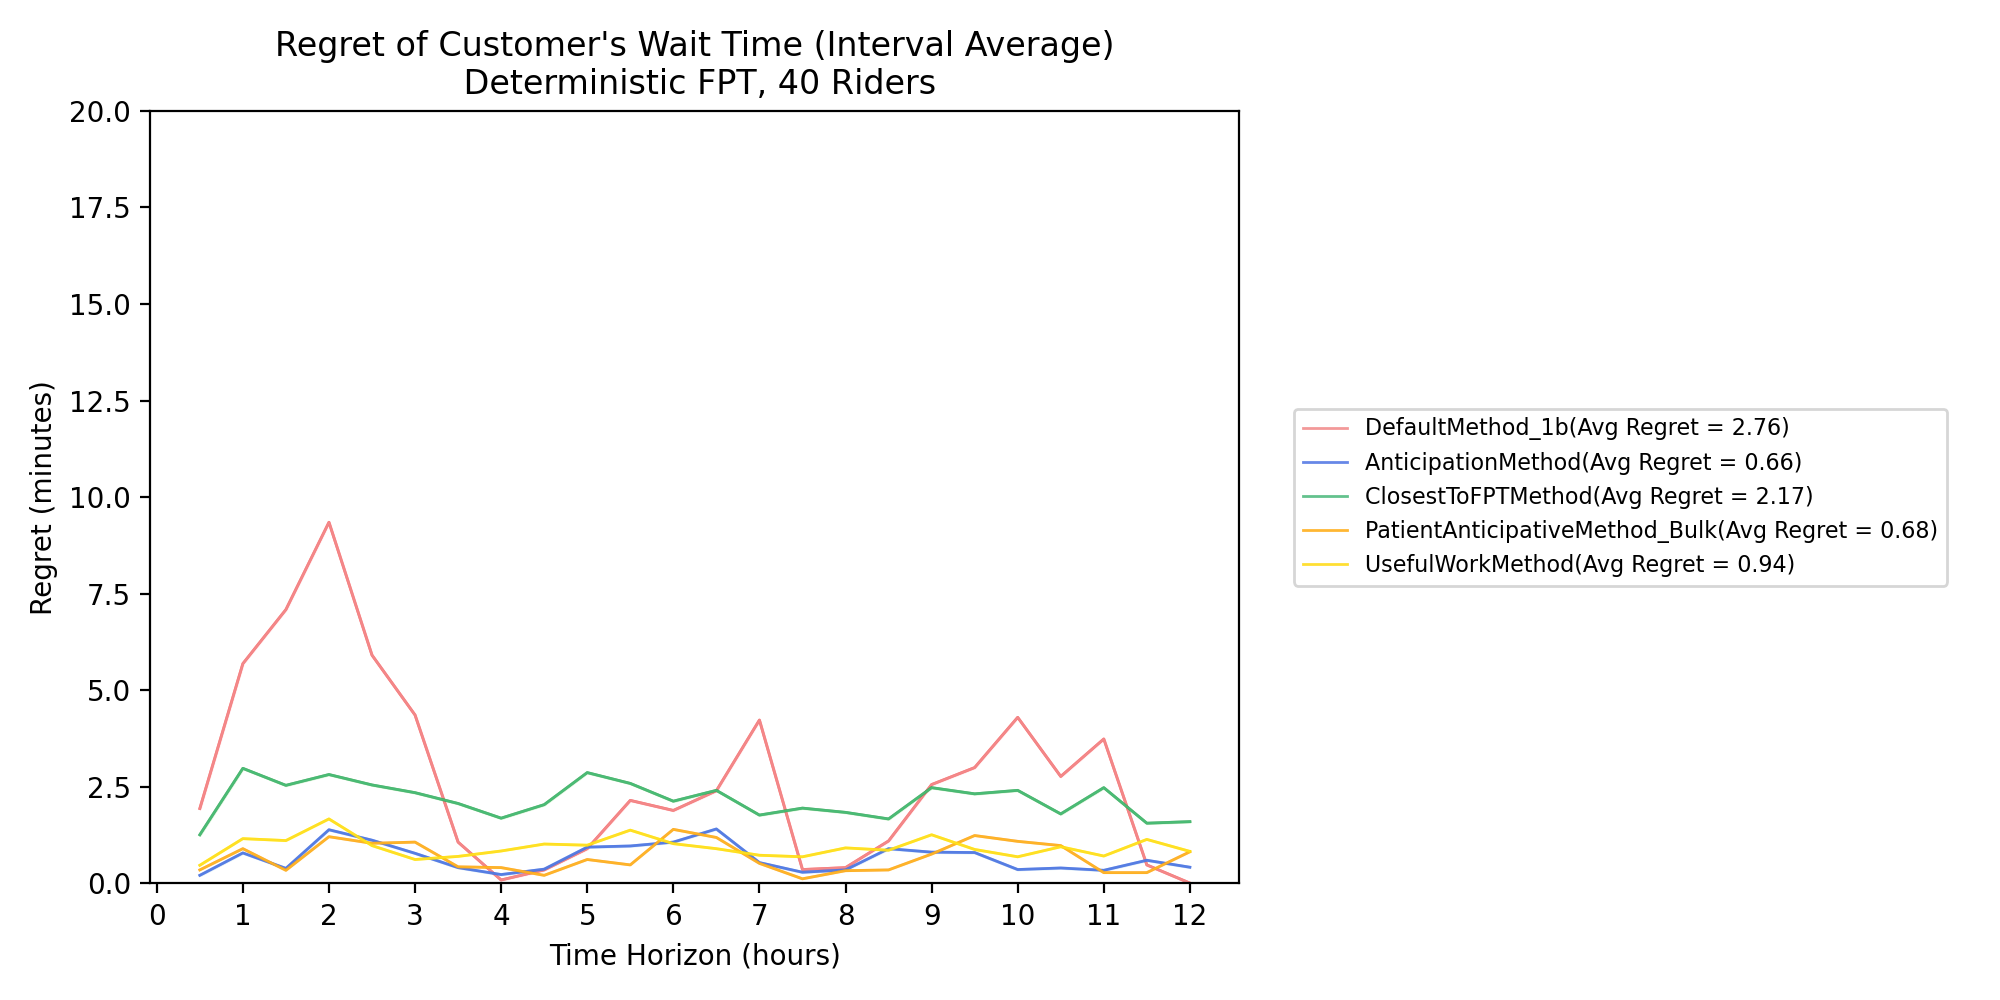 Regret of Customer's Wait Time (Interval Average)
Deterministic FPT, 40 Riders
20.0
17.5
15.0
12.5
10.0
7.5
5.0
2.5
0.0
Regret (minutes)
0 1 2 3 4 5 6 7 8 9 10 11 12
Time Horizon (hours)
DefaultMethod_1b(Avg Regret = 2.76)
AnticipationMethod(Avg Regret = 0.66)
ClosestToFPTMethod(Avg Regret = 2.17)
PatientAnticipativeMethod_Bulk(Avg Regret = 0.68)
UsefulWorkMethod(Avg Regret = 0.94)